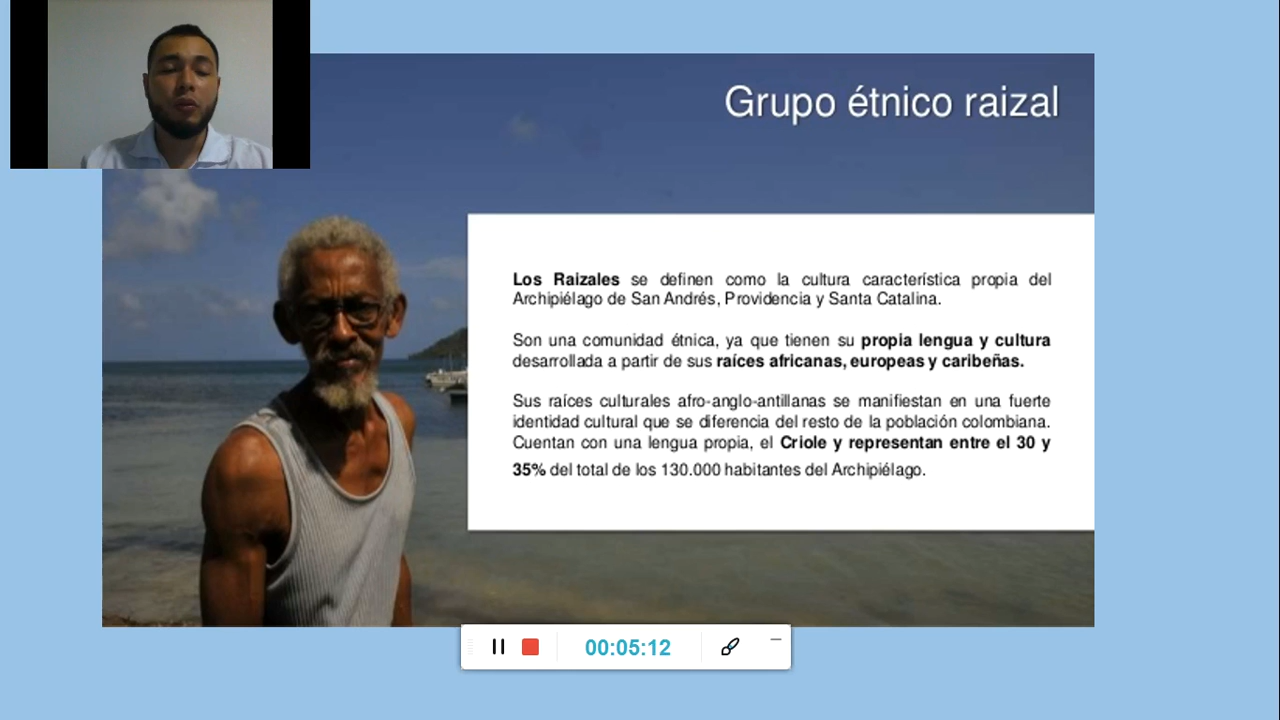 Grupo étnico raizal
Los Raizales se definen como la cultura característica propia del
Archipiélago de San Andrés, Providencia y Santa Catalina.
Son una comunidad étnica, ya que tienen su propia lengua y cultura
desarrollada a partir de sus raíces africanas, europeas y caribeñas.
Sus raíces culturales afro-anglo-antillanas se manifiestan en una fuerte
identidad cultural que se diferencia del resto de la población colombiana.
Cuentan con una lengua propia, el Criole y representan entre el 30 y
35% del total de los 130.000 habitantes del Archipiélago.
00:05:12